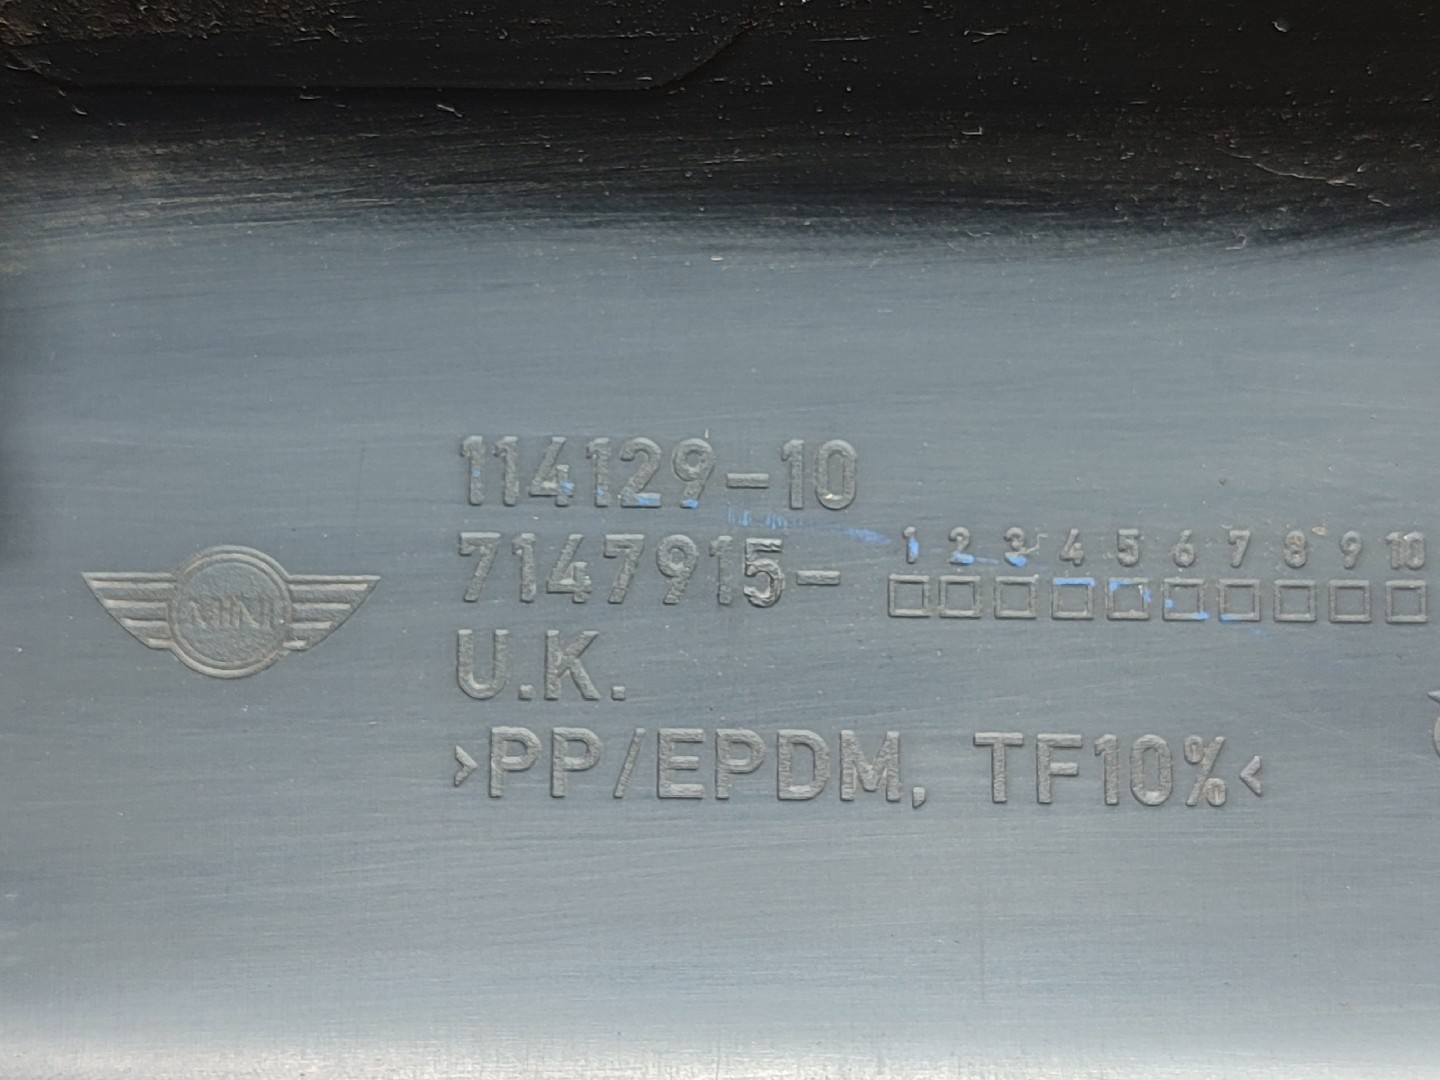 114129-10
7147915-
1 2 3 4 5 6 7 8 9 10
MINI
U.K.
>PP/EPDM, TF10%<